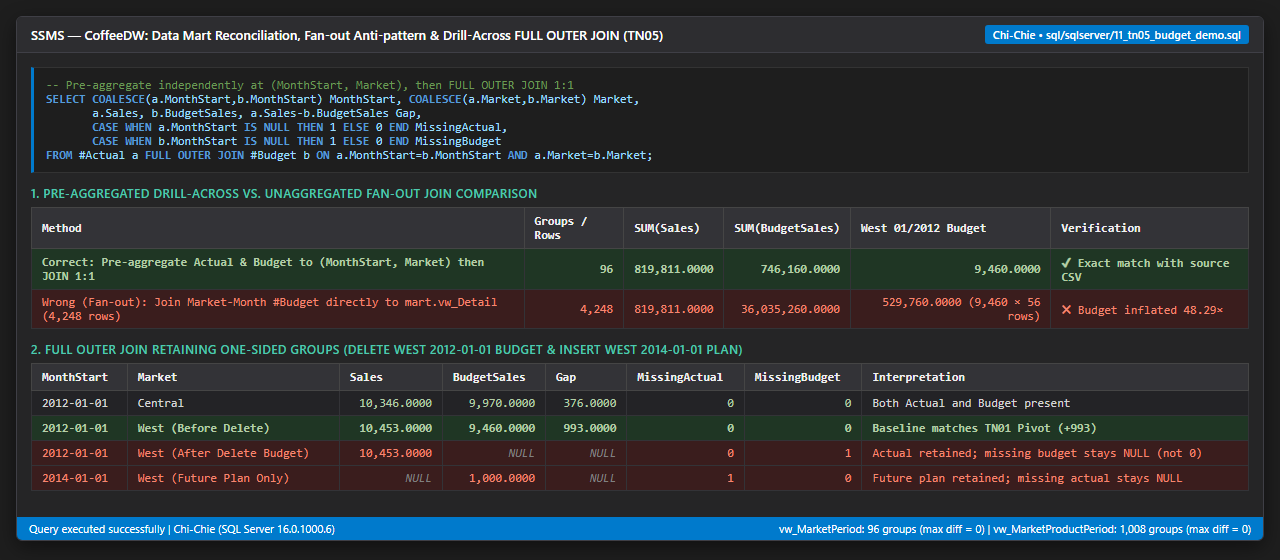 SSMS — CoffeeDW: Data Mart Reconciliation, Fan-out Anti-pattern & Drill-Across FULL OUTER JOIN (TN05)
Chi-Chie • sql/sqlserver/11_tn05_budget_demo.sql
-- Pre-aggregate independently at (MonthStart, Market), then FULL OUTER JOIN 1:1
SELECT COALESCE(a.MonthStart,b.MonthStart) MonthStart, COALESCE(a.Market,b.Market) Market,
a.Sales, b.BudgetSales, a.Sales-b.BudgetSales Gap,
CASE WHEN a.MonthStart IS NULL THEN 1 ELSE 0 END MissingActual,
CASE WHEN b.MonthStart IS NULL THEN 1 ELSE 0 END MissingBudget
FROM #Actual a FULL OUTER JOIN #Budget b ON a.MonthStart=b.MonthStart AND a.Market=b.Market;
1. PRE-AGGREGATED DRILL-ACROSS VS. UNAGGREGATED FAN-OUT JOIN COMPARISON
Method Groups / Rows SUM(Sales) SUM(BudgetSales) West 01/2012 Budget Verification
Correct: Pre-aggregate Actual & Budget to (MonthStart, Market) then JOIN 1:1 96 819,811.0000 746,160.0000 9,460.0000 ✔ Exact match with source CSV
Wrong (Fan-out): Join Market-Month #Budget directly to mart.vw_Detail (4,248 rows) 4,248 819,811.0000 36,035,260.0000 529,760.0000 (9,460 × 56 rows) ❌ Budget inflated 48.29×
2. FULL OUTER JOIN RETAINING ONE-SIDED GROUPS (DELETE WEST 2012-01-01 BUDGET & INSERT WEST 2014-01-01 PLAN)
MonthStart Market Sales BudgetSales Gap MissingActual MissingBudget Interpretation
2012-01-01 Central 10,346.0000 9,970.0000 376.0000 0 0 Both Actual and Budget present
2012-01-01 West (Before Delete) 10,453.0000 9,460.0000 993.0000 0 0 Baseline matches TN01 Pivot (+993)
2012-01-01 West (After Delete Budget) 10,453.0000 NULL NULL 0 1 Actual retained; missing budget stays NULL (not 0)
2014-01-01 West (Future Plan Only) NULL 1,000.0000 NULL 1 0 Future plan retained; missing actual stays NULL
Query executed successfully | Chi-Chie (SQL Server 16.0.1000.6)
vw_MarketPeriod: 96 groups (max diff = 0) | vw_MarketProductPeriod: 1,008 groups (max diff = 0)